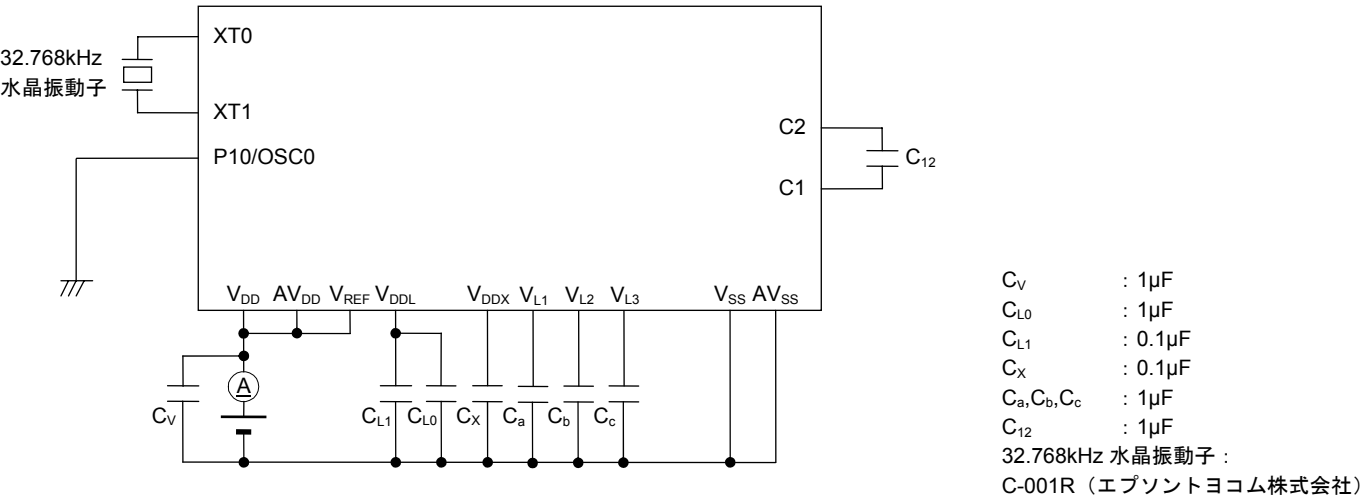 XT0
32.768kHz
水晶振動子
XT1
P10/OSC0
C2
C12
C1
VDD AVDD VREF VDDL VDDX VL1 VL2 VL3 VSS AVSS
A
CV CL1 CL0 CX Ca Cb Cc
CV : 1µF
CL0 : 1µF
CL1 : 0.1µF
CX : 0.1µF
Ca,Cb,Cc : 1µF
C12 : 1µF
32.768kHz 水晶振動子 :
C-001R（エプソントヨコム株式会社）